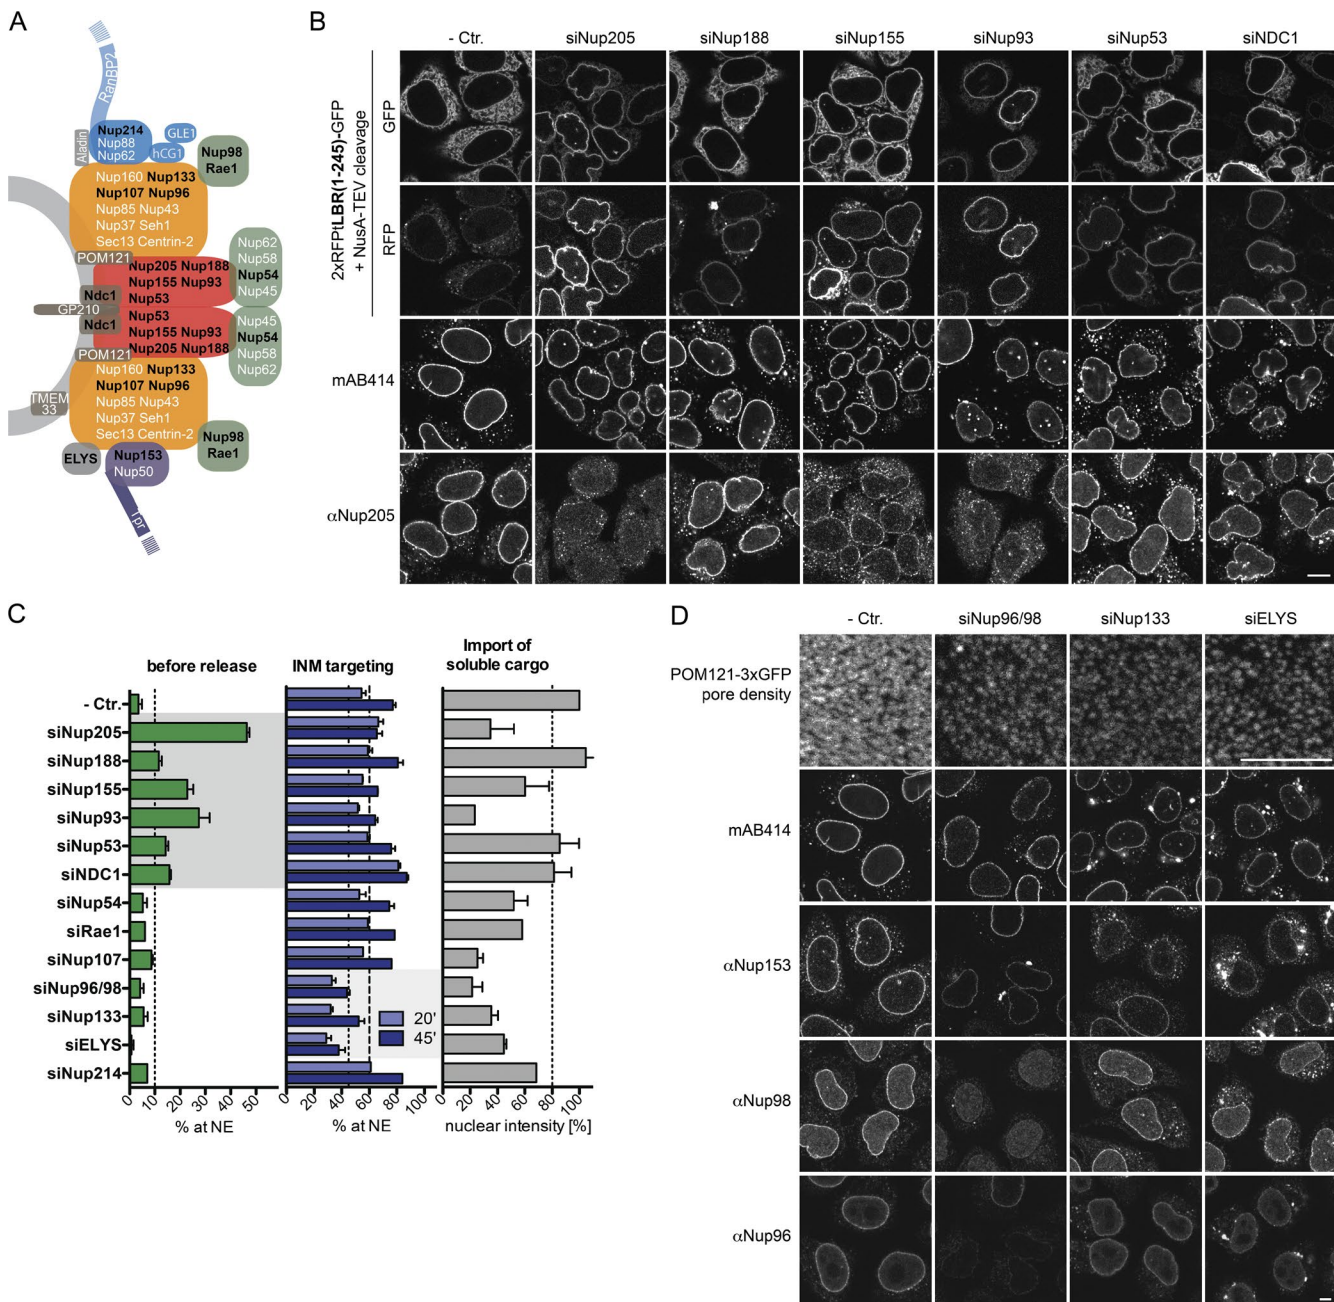 A
RanBP2
Aladin
Nup214
Nup88
Nup62
GLE1
hCG1
Nup98
Rae1
Nup160 Nup133
Nup107 Nup96
Nup85 Nup43
Nup37 Seh1
Sec13 Centrin-2
POM121
Nup205 Nup188
Nup155 Nup93
Nup53
Ndc1
GP210
Nup62
Nup58
Nup54
Nup45
Ndc1
Nup53
Nup155 Nup93
Nup205 Nup188
POM121
Nup45
Nup54
Nup58
Nup62
Nup160 Nup133
Nup107 Nup96
Nup85 Nup43
Nup37 Seh1
Sec13 Centrin-2
TMEM
33
Nup98
Rae1
ELYS
Nup153
Nup50
Tpr
B
- Ctr. siNup205 siNup188 siNup155 siNup93 siNup53 siNDC1
2xRFPtLBR(1-245)-GFP
+ NusA-TEV cleavage
GFP
RFP
mAB414
αNup205
C
before release
INM targeting
Import of
soluble cargo
- Ctr.
siNup205
siNup188
siNup155
siNup93
siNup53
siNDC1
siNup54
siRae1
siNup107
siNup96/98
siNup133
siELYS
siNup214
20'
45'
0 10 20 30 40 50
% at NE
0 20 40 60 80 100
% at NE
0 20 40 60 80 100
nuclear intensity [%]
D
- Ctr. siNup96/98 siNup133 siELYS
POM121-3xGFP
pore density
mAB414
αNup153
αNup98
αNup96